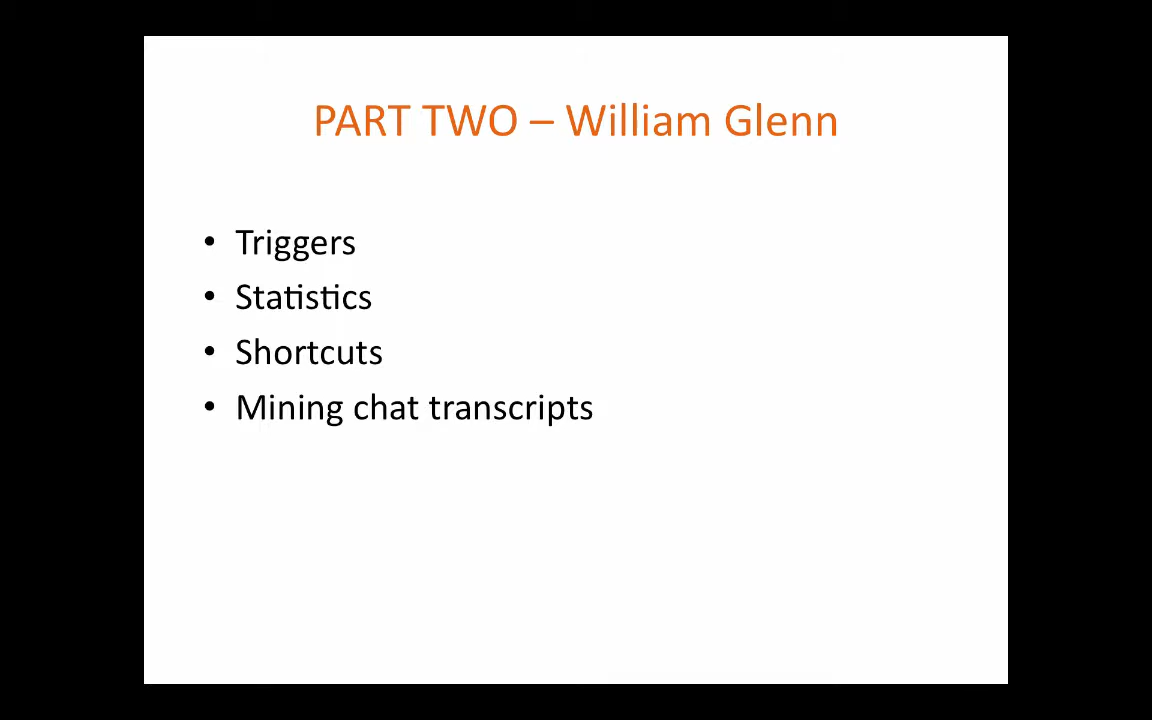 PART TWO – William Glenn
• Triggers
• Statistics
• Shortcuts
• Mining chat transcripts